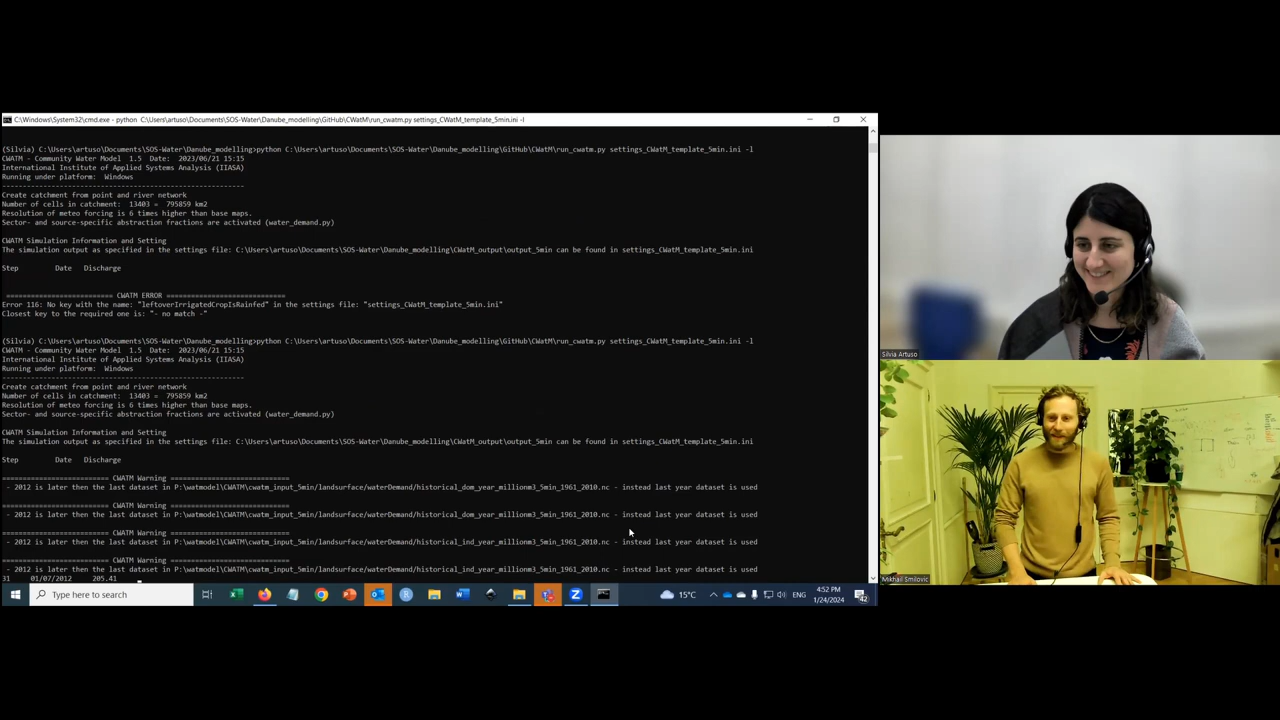 C:\Windows\System32\cmd.exe - python C:\Users\artuso\Documents\SOS-Water\Danube_modelling\GitHub\CWatM\run_cwatm.py settings_CWatM_template_5min.ini -l
(Silvia) C:\Users\artuso\Documents\SOS-Water\Danube_modelling>python C:\Users\artuso\Documents\SOS-Water\Danube_modelling\GitHub\CWatM\run_cwatm.py settings_CWatM_template_5min.ini -l
CWATM - Community Water Model 1.5 Date: 2023/06/21 15:15
International Institute of Applied Systems Analysis (IIASA)
Running under platform: Windows
-----------------------------------------------------------
Create catchment from point and river network
Number of cells in catchment: 13403 = 795859 km2
Resolution of meteo forcing is 6 times higher than base maps.
Sector- and source-specific abstraction fractions are activated (water_demand.py)
CWATM Simulation Information and Setting
The simulation output as specified in the settings file: C:\Users\artuso\Documents\SOS-Water\Danube_modelling\CWatM_output\output_5min can be found in settings_CWatM_template_5min.ini
Step Date Discharge
========================== CWATM ERROR =============================
Error 116: No key with the name: "leftoverIrrigatedCropIsRainfed" in the settings file: "settings_CWatM_template_5min.ini"
Closest key to the required one is: "- no match -"
(Silvia) C:\Users\artuso\Documents\SOS-Water\Danube_modelling>python C:\Users\artuso\Documents\SOS-Water\Danube_modelling\GitHub\CWatM\run_cwatm.py settings_CWatM_template_5min.ini -l
CWATM - Community Water Model 1.5 Date: 2023/06/21 15:15
International Institute of Applied Systems Analysis (IIASA)
Running under platform: Windows
-----------------------------------------------------------
Create catchment from point and river network
Number of cells in catchment: 13403 = 795859 km2
Resolution of meteo forcing is 6 times higher than base maps.
Sector- and source-specific abstraction fractions are activated (water_demand.py)
CWATM Simulation Information and Setting
The simulation output as specified in the settings file: C:\Users\artuso\Documents\SOS-Water\Danube_modelling\CWatM_output\output_5min can be found in settings_CWatM_template_5min.ini
Step Date Discharge
========================== CWATM Warning =============================
- 2012 is later then the last dataset in P:\watmodel\CWATM\cwatm_input_5min/landsurface/waterDemand/historical_dom_year_millionm3_5min_1961_2010.nc - instead last year dataset is used
========================== CWATM Warning =============================
- 2012 is later then the last dataset in P:\watmodel\CWATM\cwatm_input_5min/landsurface/waterDemand/historical_dom_year_millionm3_5min_1961_2010.nc - instead last year dataset is used
========================== CWATM Warning =============================
- 2012 is later then the last dataset in P:\watmodel\CWATM\cwatm_input_5min/landsurface/waterDemand/historical_ind_year_millionm3_5min_1961_2010.nc - instead last year dataset is used
========================== CWATM Warning =============================
- 2012 is later then the last dataset in P:\watmodel\CWATM\cwatm_input_5min/landsurface/waterDemand/historical_ind_year_millionm3_5min_1961_2010.nc - instead last year dataset is used
31 01/07/2012 205.41
Type here to search
15°C
ENG
4:52 PM
1/24/2024
42
Silvia Artuso
Mikhail Smilovic